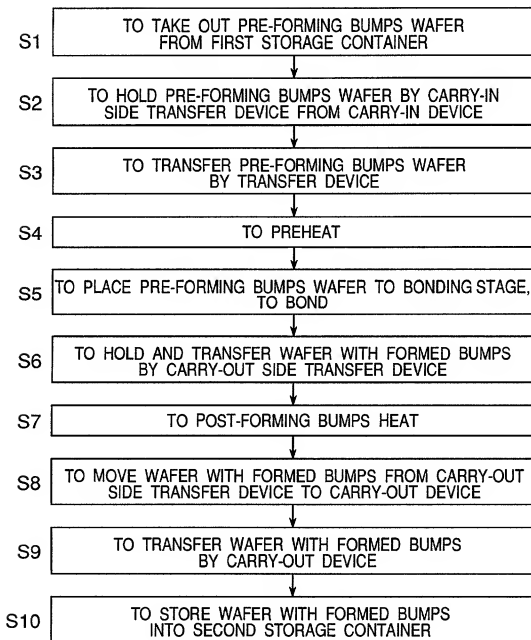 S1
TO TAKE OUT PRE-FORMING BUMPS WAFER
FROM FIRST STORAGE CONTAINER
S2
TO HOLD PRE-FORMING BUMPS WAFER BY CARRY-IN
SIDE TRANSFER DEVICE FROM CARRY-IN DEVICE
S3
TO TRANSFER PRE-FORMING BUMPS WAFER
BY TRANSFER DEVICE
S4
TO PREHEAT
S5
TO PLACE PRE-FORMING BUMPS WAFER TO BONDING STAGE,
TO BOND
S6
TO HOLD AND TRANSFER WAFER WITH FORMED BUMPS
BY CARRY-OUT SIDE TRANSFER DEVICE
S7
TO POST-FORMING BUMPS HEAT
S8
TO MOVE WAFER WITH FORMED BUMPS FROM CARRY-OUT
SIDE TRANSFER DEVICE TO CARRY-OUT DEVICE
S9
TO TRANSFER WAFER WITH FORMED BUMPS
BY CARRY-OUT DEVICE
S10
TO STORE WAFER WITH FORMED BUMPS
INTO SECOND STORAGE CONTAINER